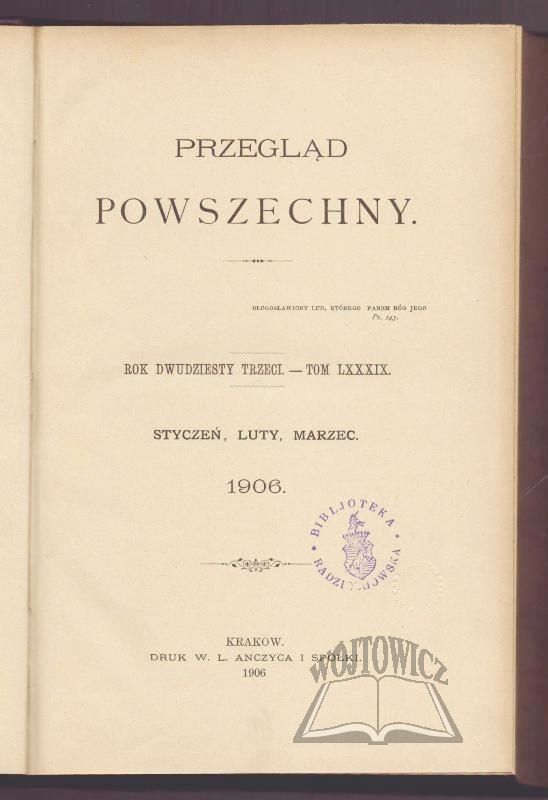 PRZEGLĄD
POWSZECHNY.
BŁOGOSŁAWIONY LUD, KTÓREGO PANEM BÓG JEGO
Ps. 143.
ROK DWUDZIESTY TRZECI. — TOM LXXXIX.
STYCZEŃ, LUTY, MARZEC.
1906.
BIBLJOTEKA
KRAKÓW.
DRUK W. L. ANCZYCA I SPÓŁKI.
1906
WÓJTOWICZ